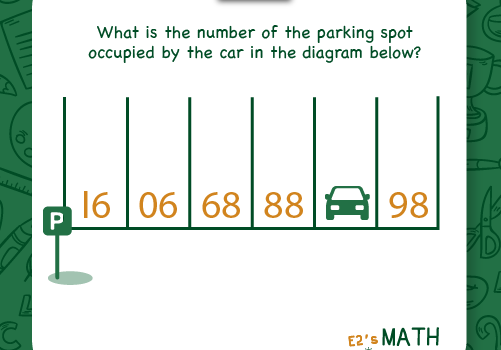 What is the number of the parking spot
occupied by the car in the diagram below?
16 06 68 88 98
P
E2's MATH